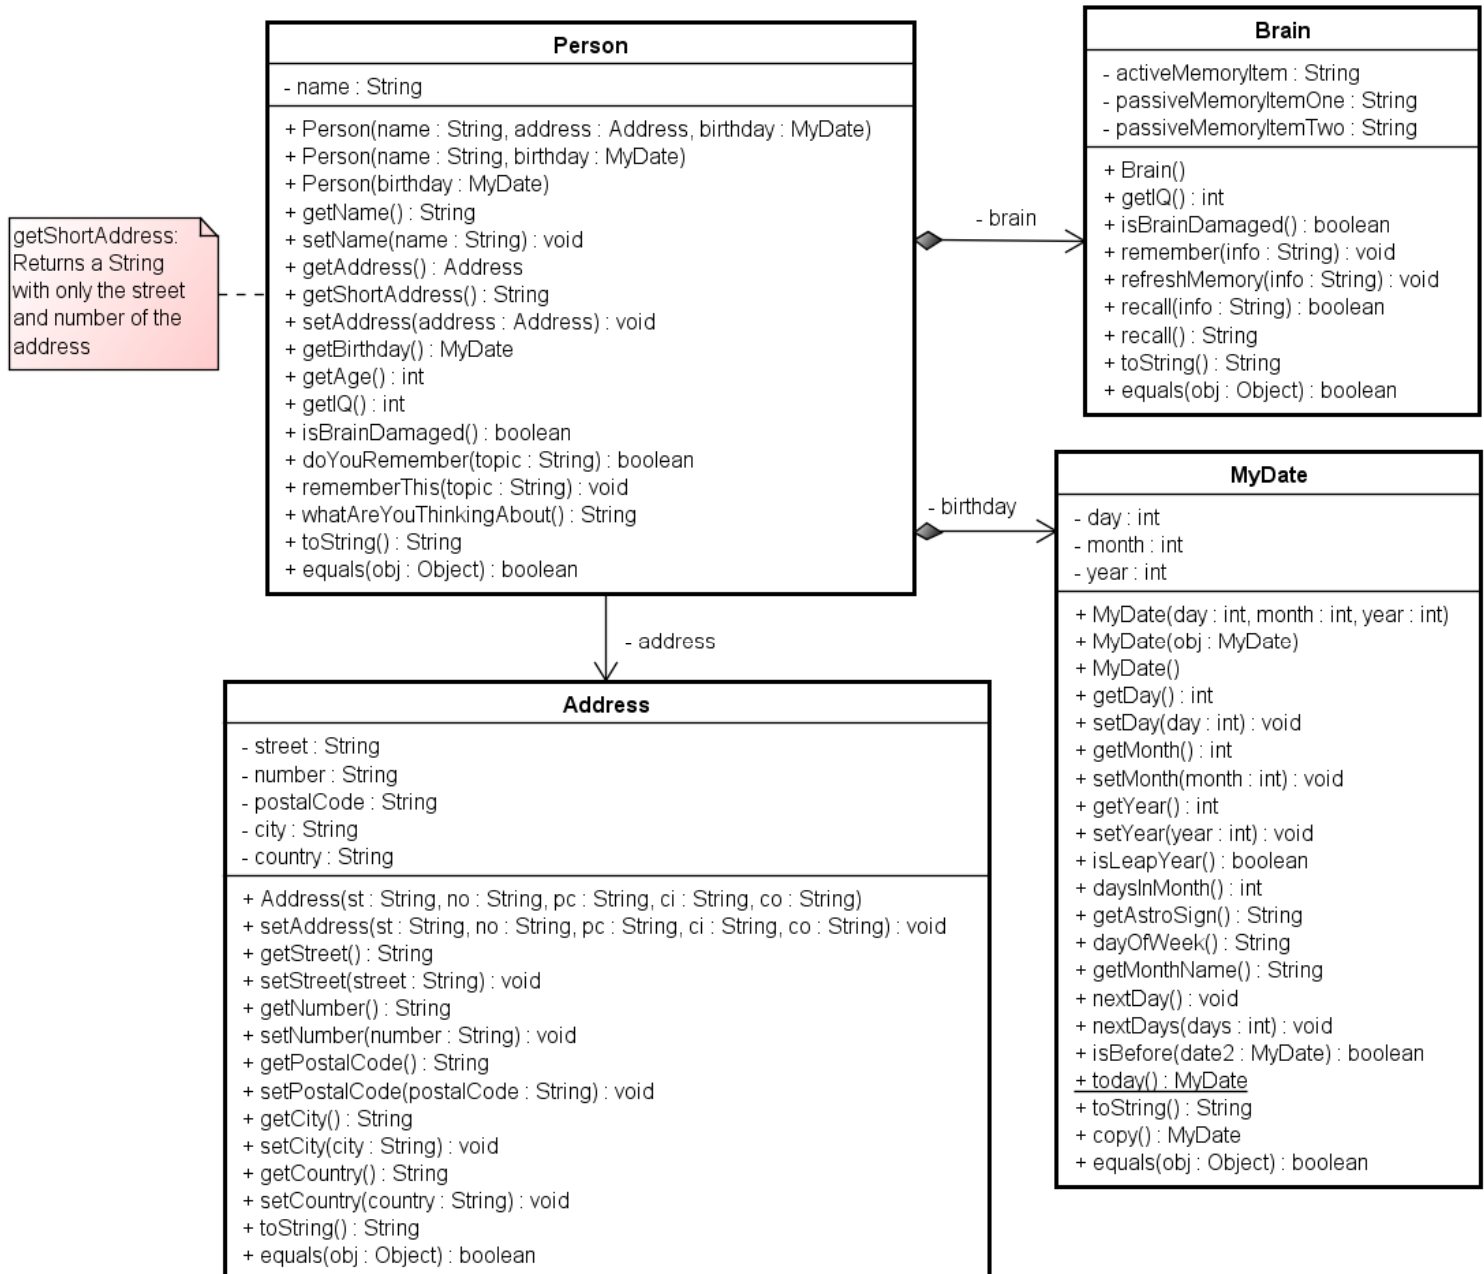 Person
- name : String
+ Person(name : String, address : Address, birthday : MyDate)
+ Person(name : String, birthday : MyDate)
+ Person(birthday : MyDate)
+ getName() : String
+ setName(name : String) : void
+ getAddress() : Address
+ getShortAddress() : String
+ setAddress(address : Address) : void
+ getBirthday() : MyDate
+ getAge() : int
+ getIQ() : int
+ isBrainDamaged() : boolean
+ doYouRemember(topic : String) : boolean
+ rememberThis(topic : String) : void
+ whatAreYouThinkingAbout() : String
+ toString() : String
+ equals(obj : Object) : boolean
getShortAddress:
Returns a String
with only the street
and number of the
address
- brain
Brain
- activeMemoryItem : String
- passiveMemoryItemOne : String
- passiveMemoryItemTwo : String
+ Brain()
+ getIQ() : int
+ isBrainDamaged() : boolean
+ remember(info : String) : void
+ refreshMemory(info : String) : void
+ recall(info : String) : boolean
+ recall() : String
+ toString() : String
+ equals(obj : Object) : boolean
- birthday
MyDate
- day : int
- month : int
- year : int
+ MyDate(day : int, month : int, year : int)
+ MyDate(obj : MyDate)
+ MyDate()
+ getDay() : int
+ setDay(day : int) : void
+ getMonth() : int
+ setMonth(month : int) : void
+ getYear() : int
+ setYear(year : int) : void
+ isLeapYear() : boolean
+ daysInMonth() : int
+ getAstroSign() : String
+ dayOfWeek() : String
+ getMonthName() : String
+ nextDay() : void
+ nextDays(days : int) : void
+ isBefore(date2 : MyDate) : boolean
+ today() : MyDate
+ toString() : String
+ copy() : MyDate
+ equals(obj : Object) : boolean
- address
Address
- street : String
- number : String
- postalCode : String
- city : String
- country : String
+ Address(st : String, no : String, pc : String, ci : String, co : String)
+ setAddress(st : String, no : String, pc : String, ci : String, co : String) : void
+ getStreet() : String
+ setStreet(street : String) : void
+ getNumber() : String
+ setNumber(number : String) : void
+ getPostalCode() : String
+ setPostalCode(postalCode : String) : void
+ getCity() : String
+ setCity(city : String) : void
+ getCountry() : String
+ setCountry(country : String) : void
+ toString() : String
+ equals(obj : Object) : boolean